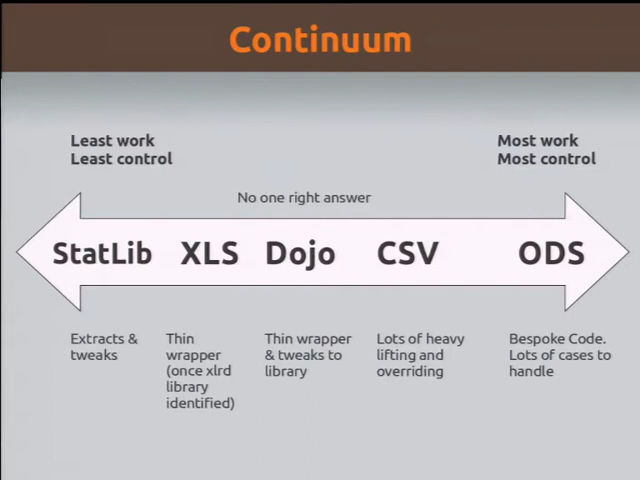 Continuum
Least work
Least control
Most work
Most control
No one right answer
StatLib XLS Dojo CSV ODS
Extracts &
tweaks
Thin
wrapper
(once xlrd
library
identified)
Thin wrapper
& tweaks to
library
Lots of heavy
lifting and
overriding
Bespoke Code.
Lots of cases to
handle